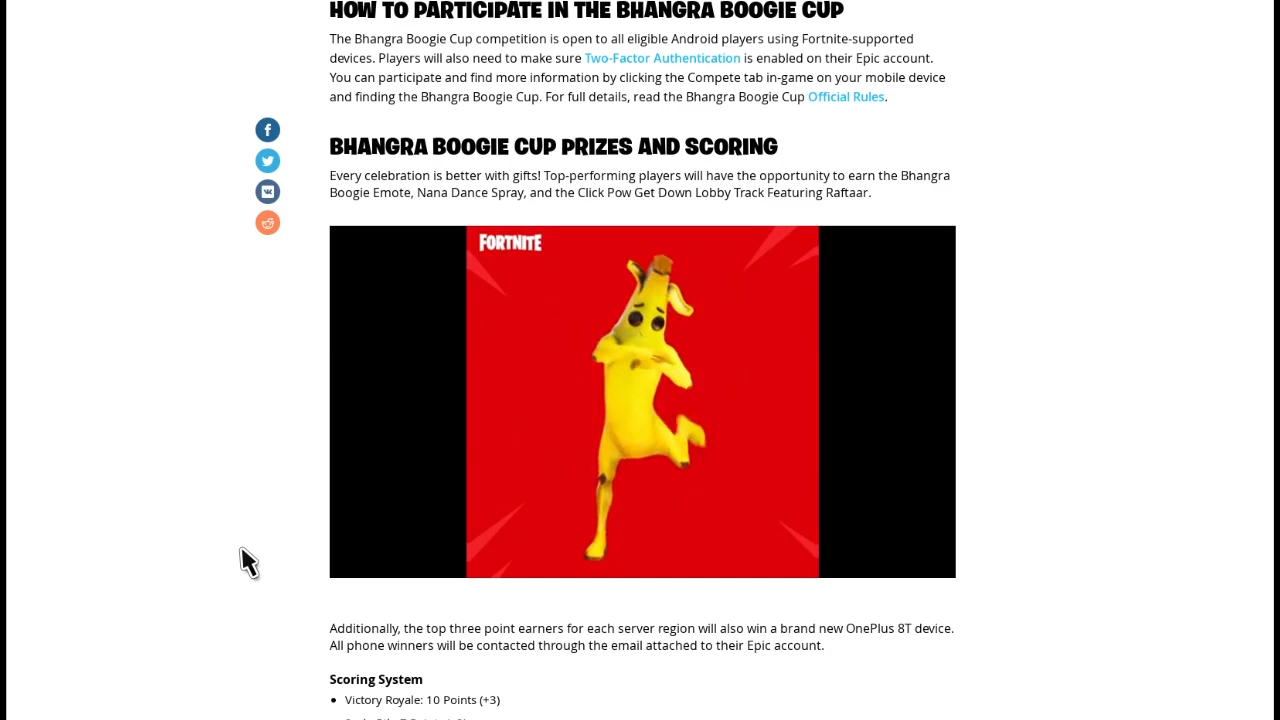 HOW TO PARTICIPATE IN THE BHANGRA BOOGIE CUP
The Bhangra Boogie Cup competition is open to all eligible Android players using Fortnite-supported
devices. Players will also need to make sure Two-Factor Authentication is enabled on their Epic account.
You can participate and find more information by clicking the Compete tab in-game on your mobile device
and finding the Bhangra Boogie Cup. For full details, read the Bhangra Boogie Cup Official Rules.
BHANGRA BOOGIE CUP PRIZES AND SCORING
Every celebration is better with gifts! Top-performing players will have the opportunity to earn the Bhangra
Boogie Emote, Nana Dance Spray, and the Click Pow Get Down Lobby Track Featuring Raftaar.
FORTNITE
Additionally, the top three point earners for each server region will also win a brand new OnePlus 8T device.
All phone winners will be contacted through the email attached to their Epic account.
Scoring System
• Victory Royale: 10 Points (+3)